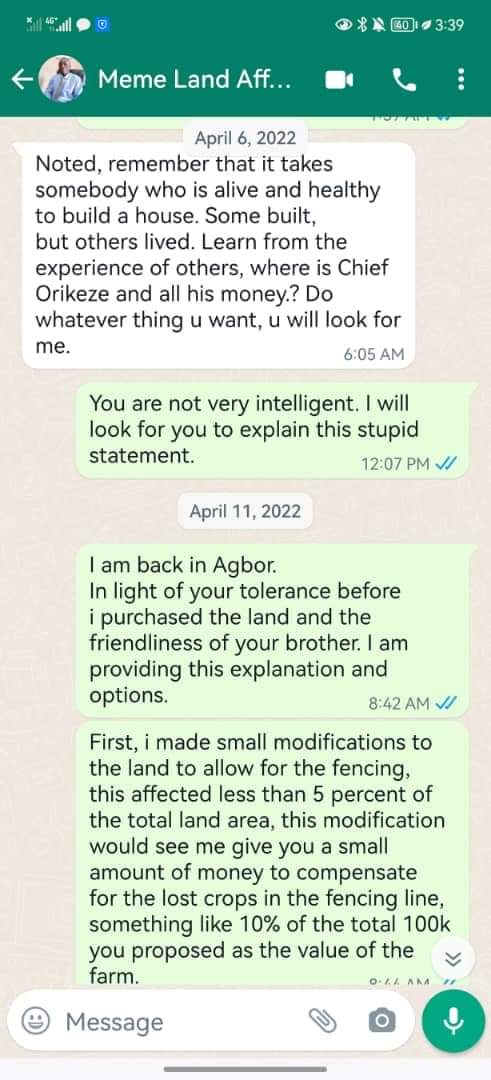 4G
40
3:39
Meme Land Aff...
April 6, 2022
Noted, remember that it takes
somebody who is alive and healthy
to build a house. Some built,
but others lived. Learn from the
experience of others, where is Chief
Orikeze and all his money.? Do
whatever thing u want, u will look for
me.
6:05 AM
You are not very intelligent. I will
look for you to explain this stupid
statement.
12:07 PM
April 11, 2022
I am back in Agbor.
In light of your tolerance before
i purchased the land and the
friendliness of your brother. I am
providing this explanation and
options.
8:42 AM
First, i made small modifications to
the land to allow for the fencing,
this affected less than 5 percent of
the total land area, this modification
would see me give you a small
amount of money to compensate
for the lost crops in the fencing line,
something like 10% of the total 100k
you proposed as the value of the
farm.
Message